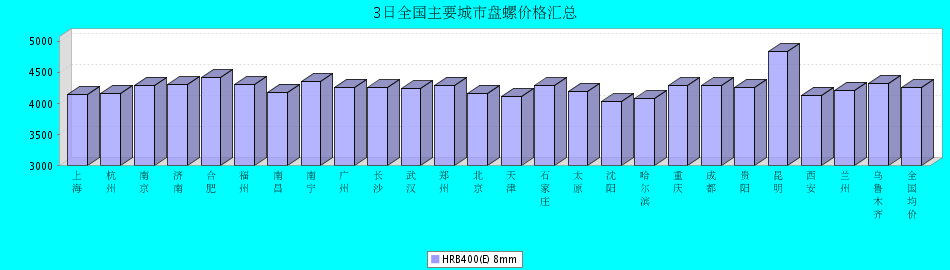 3日全国主要城市盘螺价格汇总
5000
4500
4000
3500
3000
上海
杭州
南京
济南
合肥
福州
南昌
南宁
广州
长沙
武汉
郑州
北京
天津
石家庄
太原
沈阳
哈尔滨
重庆
成都
贵阳
昆明
西安
兰州
乌鲁木齐
全国均价
HRB400(E) 8mm